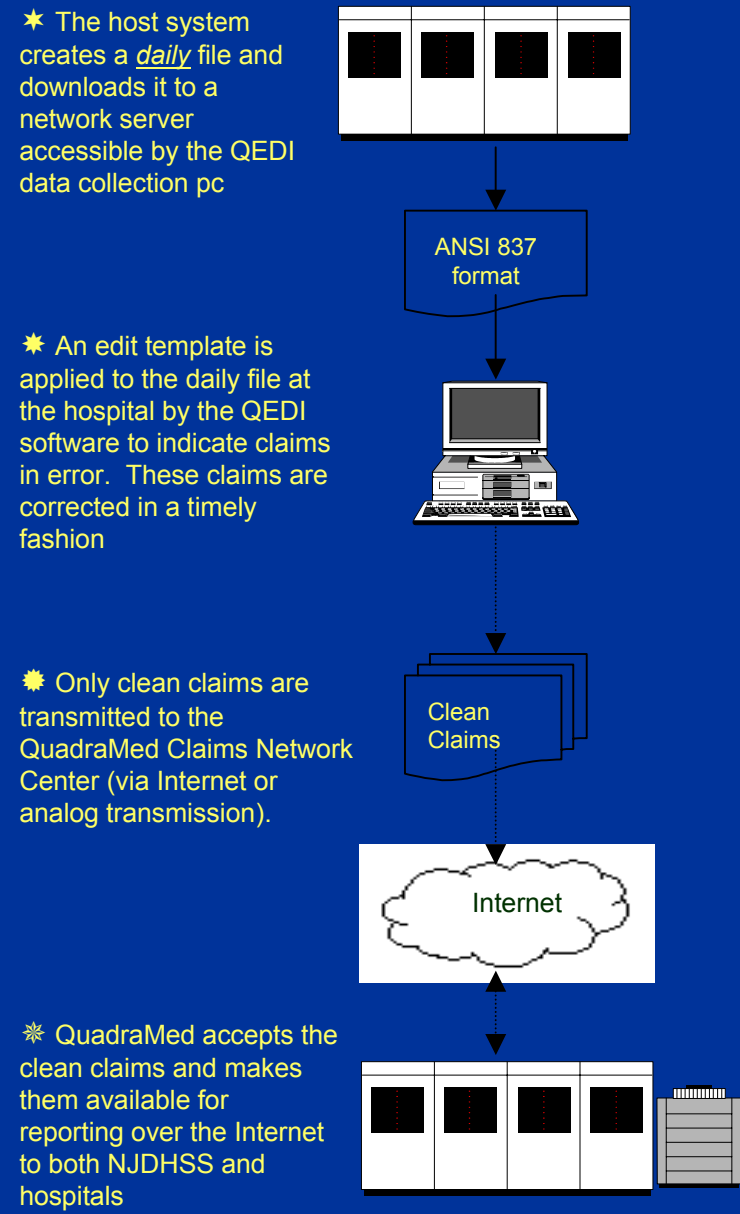 ✶ The host system
creates a daily file and
downloads it to a
network server
accessible by the QEDI
data collection pc
ANSI 837
format
✷ An edit template is
applied to the daily file at
the hospital by the QEDI
software to indicate claims
in error.  These claims are
corrected in a timely
fashion
✹ Only clean claims are
transmitted to the
QuadraMed Claims Network
Center (via Internet or
analog transmission).
Clean
Claims
Internet
✵ QuadraMed accepts the
clean claims and makes
them available for
reporting over the Internet
to both NJDHSS and
hospitals